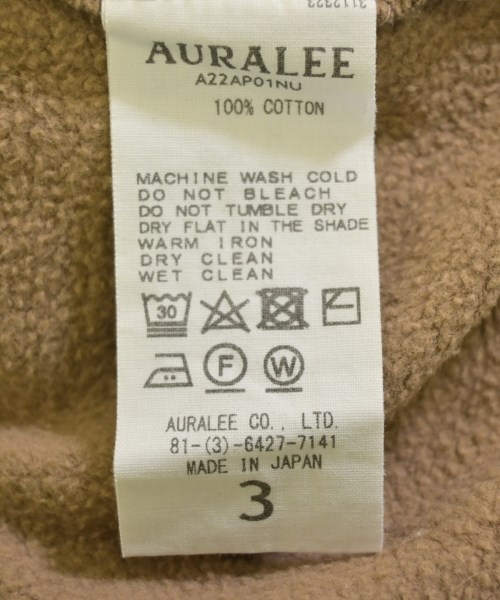 AURALEE
A22AP01NU
100% COTTON
MACHINE WASH COLD
DO NOT BLEACH
DO NOT TUMBLE DRY
DRY FLAT IN THE SHADE
WARM IRON
DRY CLEAN
WET CLEAN
30
F W
AURALEE CO., LTD.
81-(3)-6427-7141
MADE IN JAPAN
3